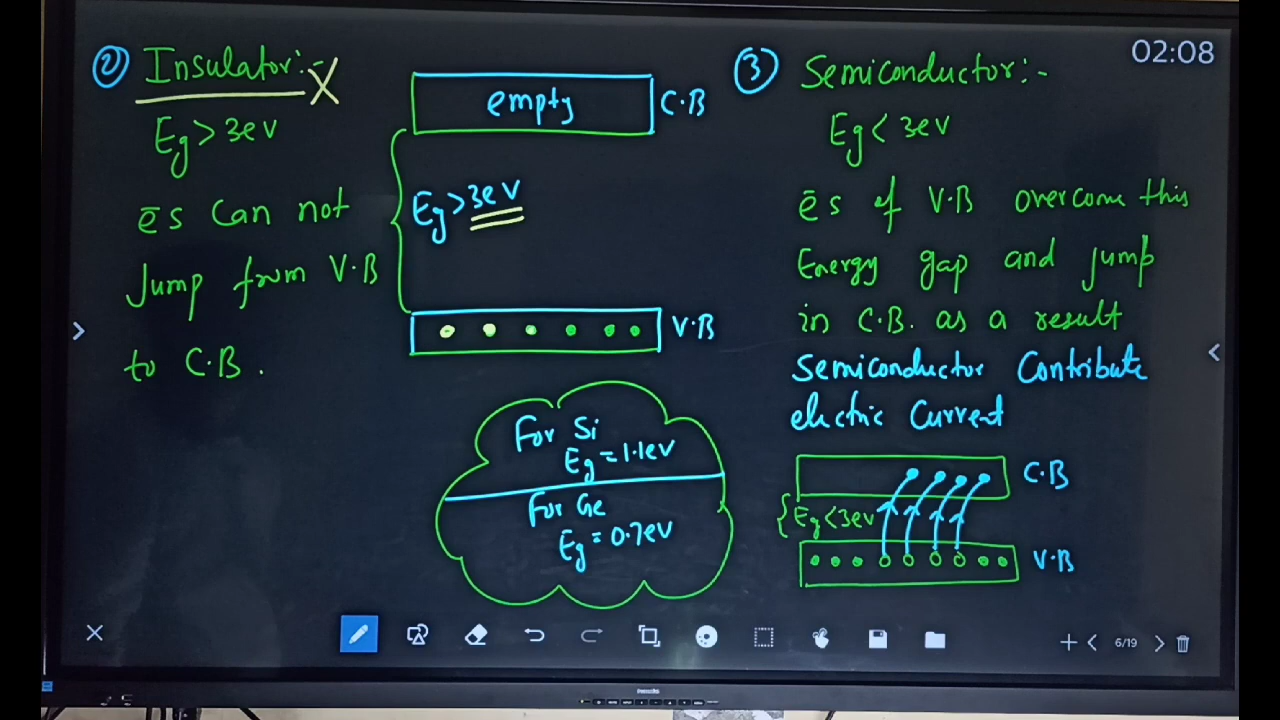 02:08
② Insulator:- X
Eg > 3ev
ēs Can not
Jump from V.B
to C.B.
empty
C.B
Eg > 3ev
V.B
For Si
Eg = 1.1ev
For Ge
Eg = 0.7ev
③ Semiconductor:-
Eg < 3ev
ēs of V.B overcome this
Energy gap and jump
in C.B. as a result
Semiconductor Contribute
electric Current
C.B
Eg < 3ev
V.B
6/19